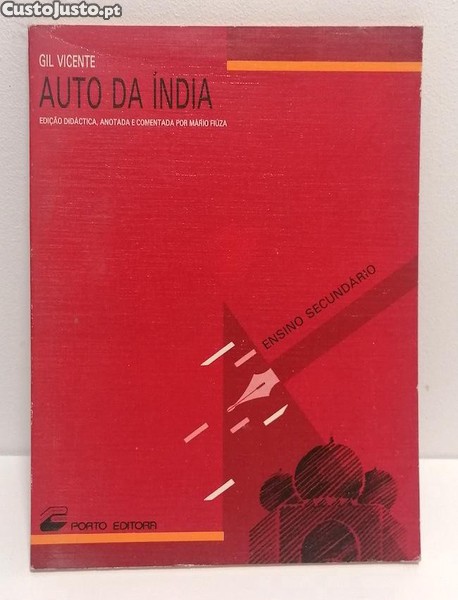 CustoJusto.pt
GIL VICENTE
AUTO DA ÍNDIA
EDIÇÃO DIDÁCTICA, ANOTADA E COMENTADA POR MÁRIO FIÚZA
ENSINO SECUNDÁRIO
PORTO EDITORA